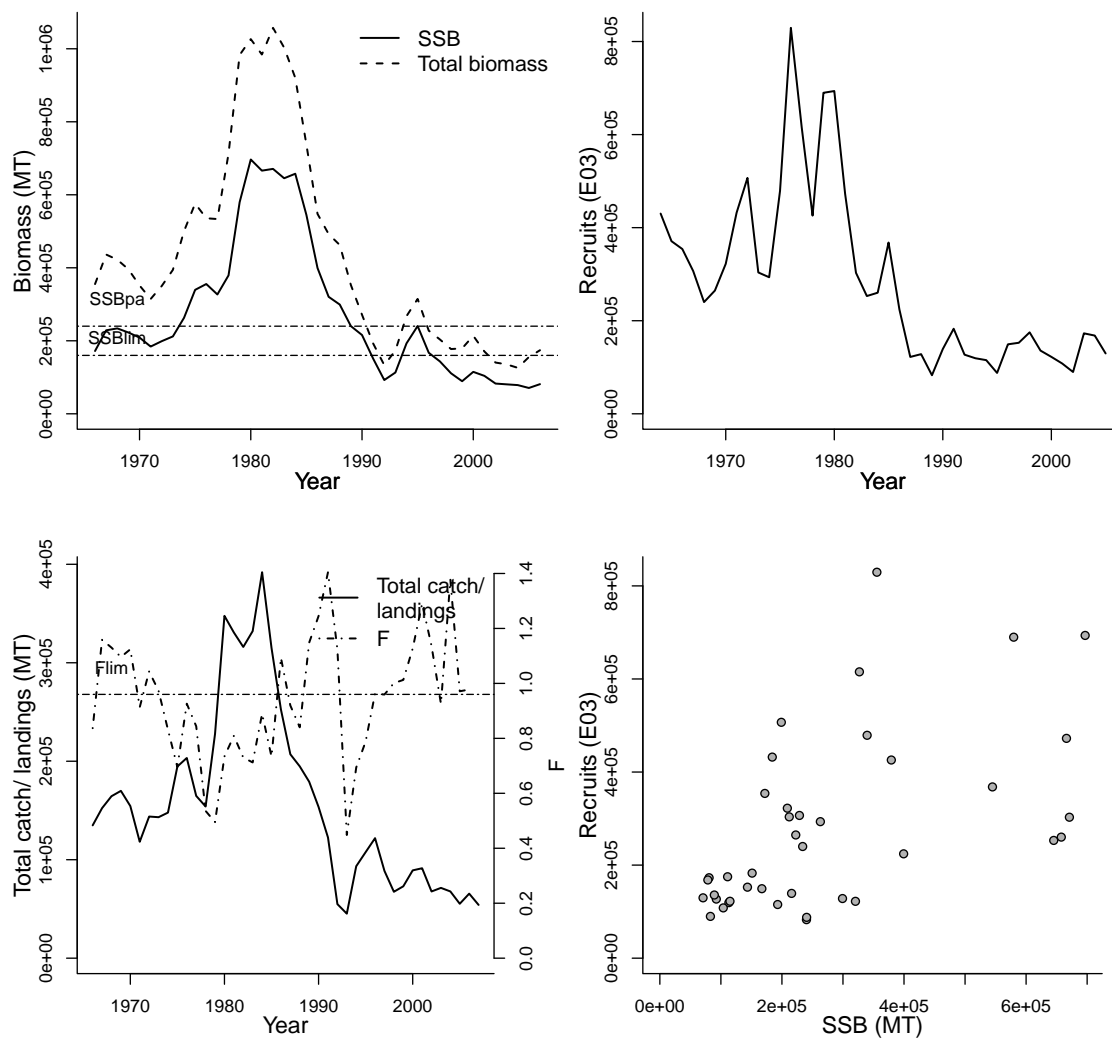 SSB
Total biomass
SSBpa
SSBlim
Biomass (MT)
0e+00
2e+05
4e+05
6e+05
8e+05
1e+06
1970
1980
1990
2000
Year
Recruits (E03)
0e+00
2e+05
4e+05
6e+05
8e+05
1970
1980
1990
2000
Year
Total catch/
landings
F
Flim
Total catch/ landings (MT)
0e+00
1e+05
2e+05
3e+05
4e+05
0.0
0.2
0.4
0.6
0.8
1.0
1.2
1.4
F
1970
1980
1990
2000
Year
Recruits (E03)
0e+00
2e+05
4e+05
6e+05
8e+05
0e+00
2e+05
4e+05
6e+05
SSB (MT)